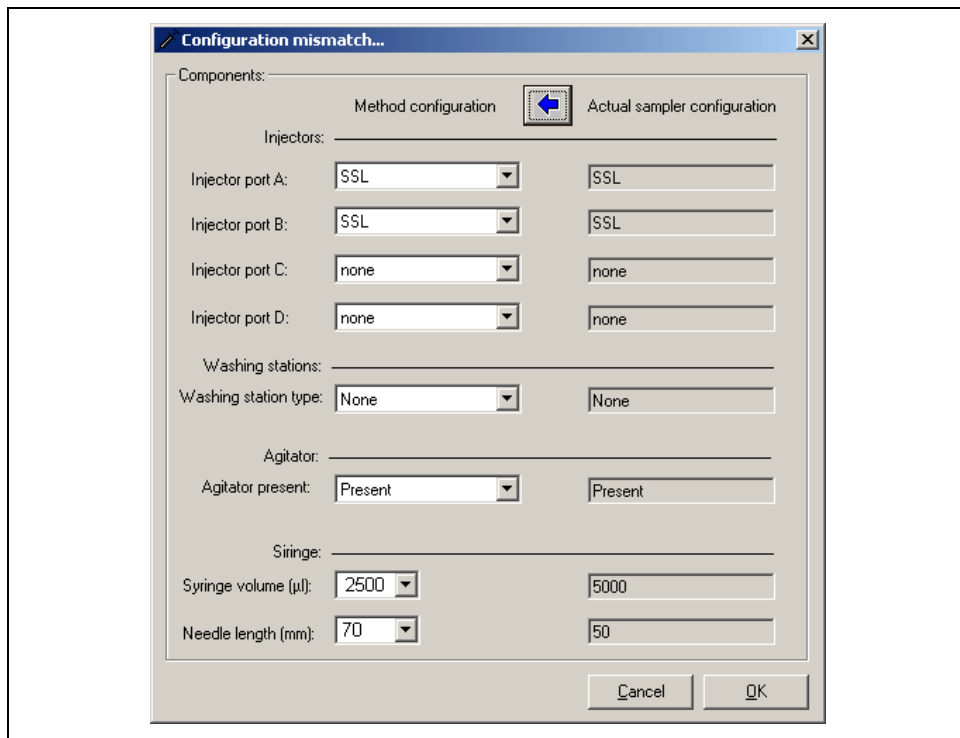 Configuration mismatch...
Components:
Method configuration Actual sampler configuration
Injectors:
Injector port A: SSL SSL
Injector port B: SSL SSL
Injector port C: none none
Injector port D: none none
Washing stations:
Washing station type: None None
Agitator:
Agitator present: Present Present
Siringe:
Syringe volume (µl): 2500 5000
Needle length (mm): 70 50
Cancel OK